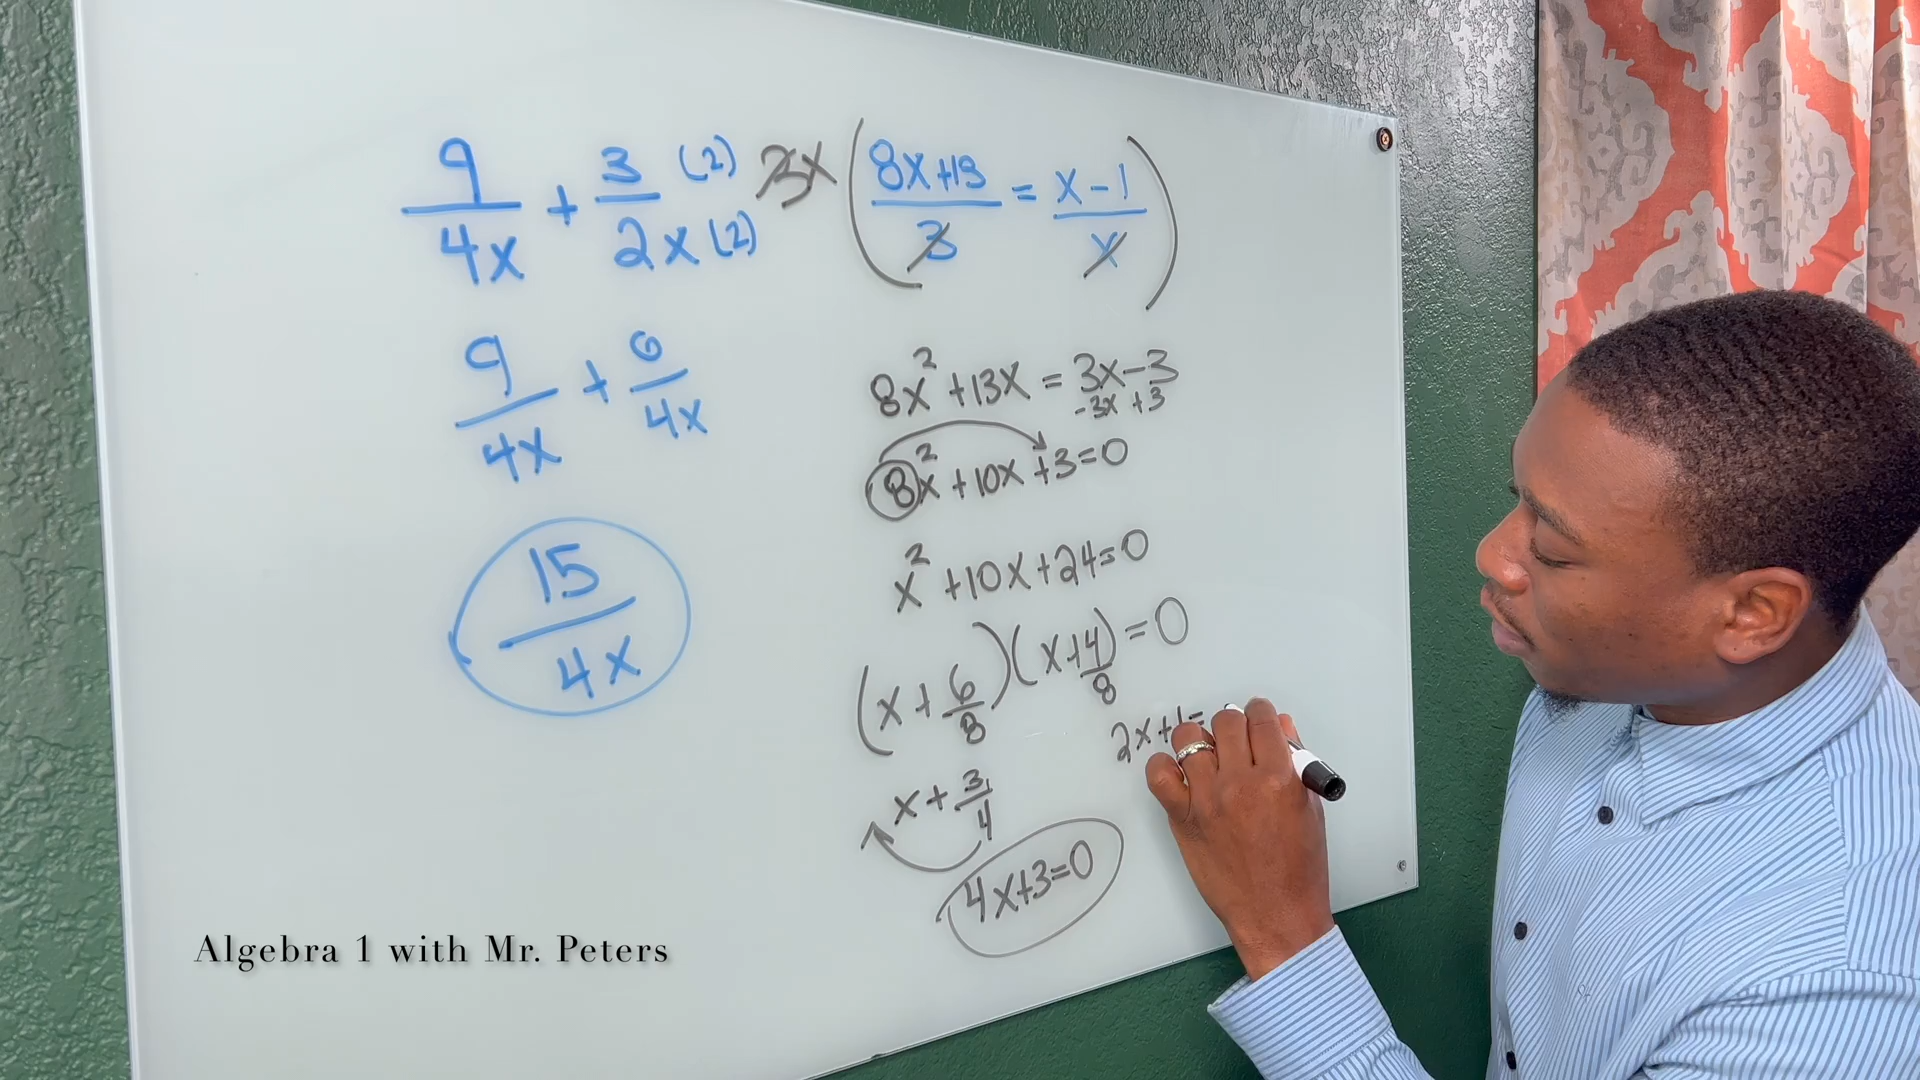 9/4x + 3(2)/2x(2)
9/4x + 6/4x
15/4x
3x (8x+13/3 = x-1/x)
8x² + 13x = 3x - 3
-3x +3
8x² + 10x + 3 = 0
x² + 10x + 24 = 0
(x + 6/8)(x + 4/8) = 0
2x+1=
x + 3/4
4x+3=0
Algebra 1 with Mr. Peters